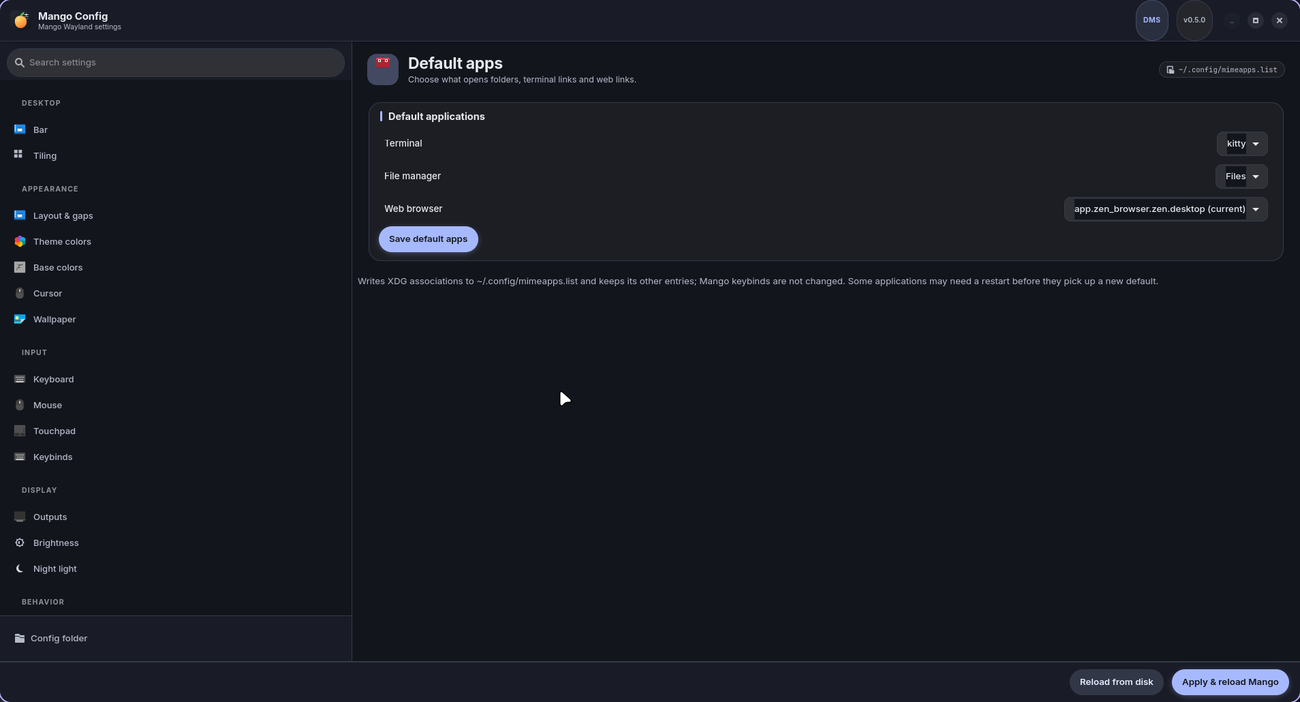 Mango Config
Mango Wayland settings
DMS
v0.5.0
Search settings
DESKTOP
Bar
Tiling
APPEARANCE
Layout & gaps
Theme colors
Base colors
Cursor
Wallpaper
INPUT
Keyboard
Mouse
Touchpad
Keybinds
DISPLAY
Outputs
Brightness
Night light
BEHAVIOR
Config folder
Default apps
Choose what opens folders, terminal links and web links.
~/.config/mimeapps.list
Default applications
Terminal
kitty
File manager
Files
Web browser
app.zen_browser.zen.desktop (current)
Save default apps
Writes XDG associations to ~/.config/mimeapps.list and keeps its other entries; Mango keybinds are not changed. Some applications may need a restart before they pick up a new default.
Reload from disk
Apply & reload Mango